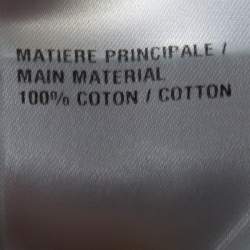 MATIERE PRINCIPALE /
MAIN MATERIAL
100% COTON / COTTON